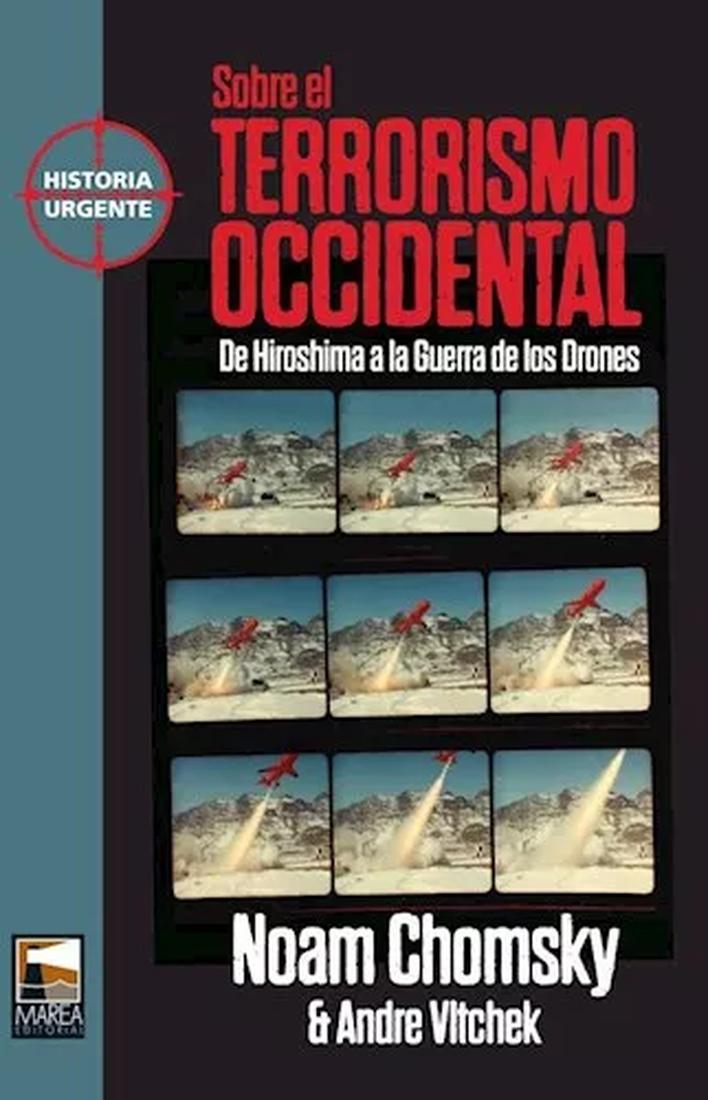 Sobre el
TERRORISMO
OCCIDENTAL
De Hiroshima a la Guerra de los Drones
HISTORIA
URGENTE
Noam Chomsky
& Andre Vltchek
MAREA
EDITORIAL